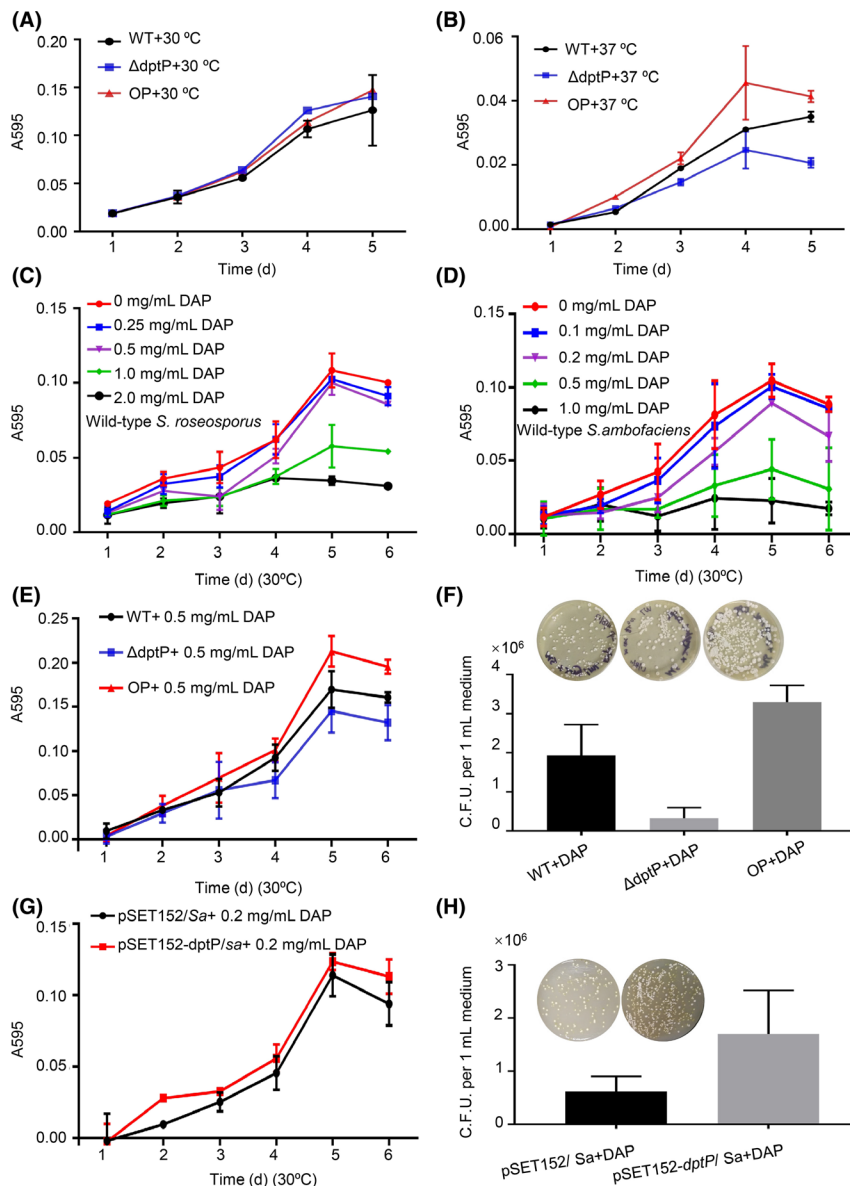 (A)
WT+30 ºC
ΔdptP+30 ºC
OP+30 ºC
A595
0.20
0.15
0.10
0.05
0.00
1 2 3 4 5
Time (d)
(B)
WT+37 ºC
ΔdptP+37 ºC
OP+37 ºC
A595
0.06
0.04
0.02
0.00
1 2 3 4 5
Time (d)
(C)
0 mg/mL DAP
0.25 mg/mL DAP
0.5 mg/mL DAP
1.0 mg/mL DAP
2.0 mg/mL DAP
Wild-type S. roseosporus
A595
0.15
0.10
0.05
0.00
1 2 3 4 5 6
Time (d) (30ºC)
(D)
0 mg/mL DAP
0.1 mg/mL DAP
0.2 mg/mL DAP
0.5 mg/mL DAP
1.0 mg/mL DAP
Wild-type S.ambofaciens
A595
0.15
0.10
0.05
0.00
1 2 3 4 5 6
Time (d) (30ºC)
(E)
WT+ 0.5 mg/mL DAP
ΔdptP+ 0.5 mg/mL DAP
OP+ 0.5 mg/mL DAP
A595
0.25
0.20
0.15
0.10
0.05
0.00
1 2 3 4 5 6
Time (d) (30ºC)
(F)
×10⁶
C.F.U. per 1 mL medium
4
3
2
1
0
WT+DAP
ΔdptP+DAP
OP+DAP
(G)
pSET152/Sa+ 0.2 mg/mL DAP
pSET152-dptP/sa+ 0.2 mg/mL DAP
A595
0.10
0.05
0.00
1 2 3 4 5 6
Time (d) (30ºC)
(H)
×10⁶
C.F.U. per 1 mL medium
3
2
1
0
pSET152/ Sa+DAP
pSET152-dptP/ Sa+DAP